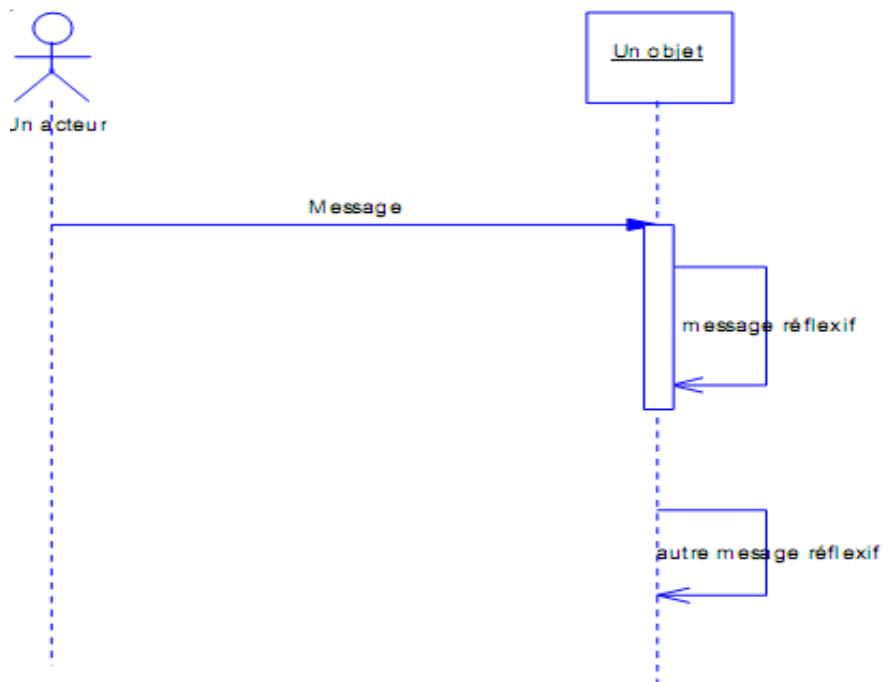 Un objet
Un acteur
Message
message réflexif
autre mesage réflexif